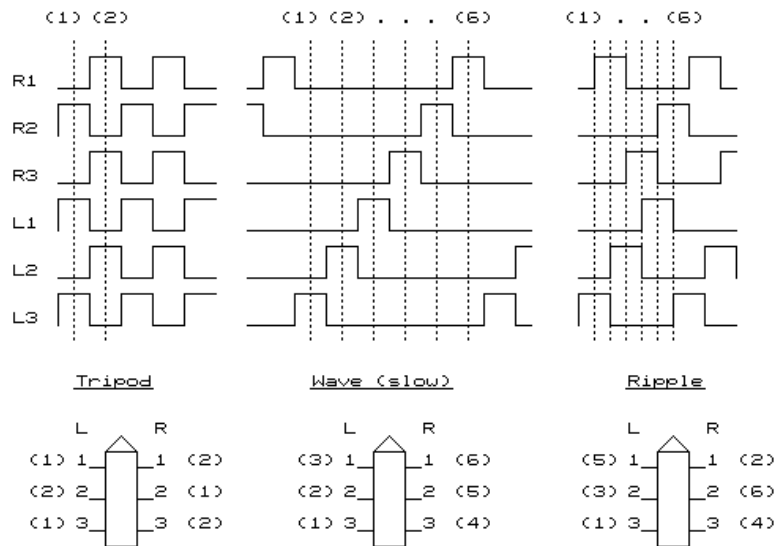 (1) (2) (1) (2) . . . (6) (1) . . (6)
R1
R2
R3
L1
L2
L3
Tripod Wave (slow) Ripple
L R L R L R
(1) 1 1 (2) (3) 1 1 (6) (5) 1 1 (2)
(2) 2 2 (1) (2) 2 2 (5) (3) 2 2 (6)
(1) 3 3 (2) (1) 3 3 (4) (1) 3 3 (4)